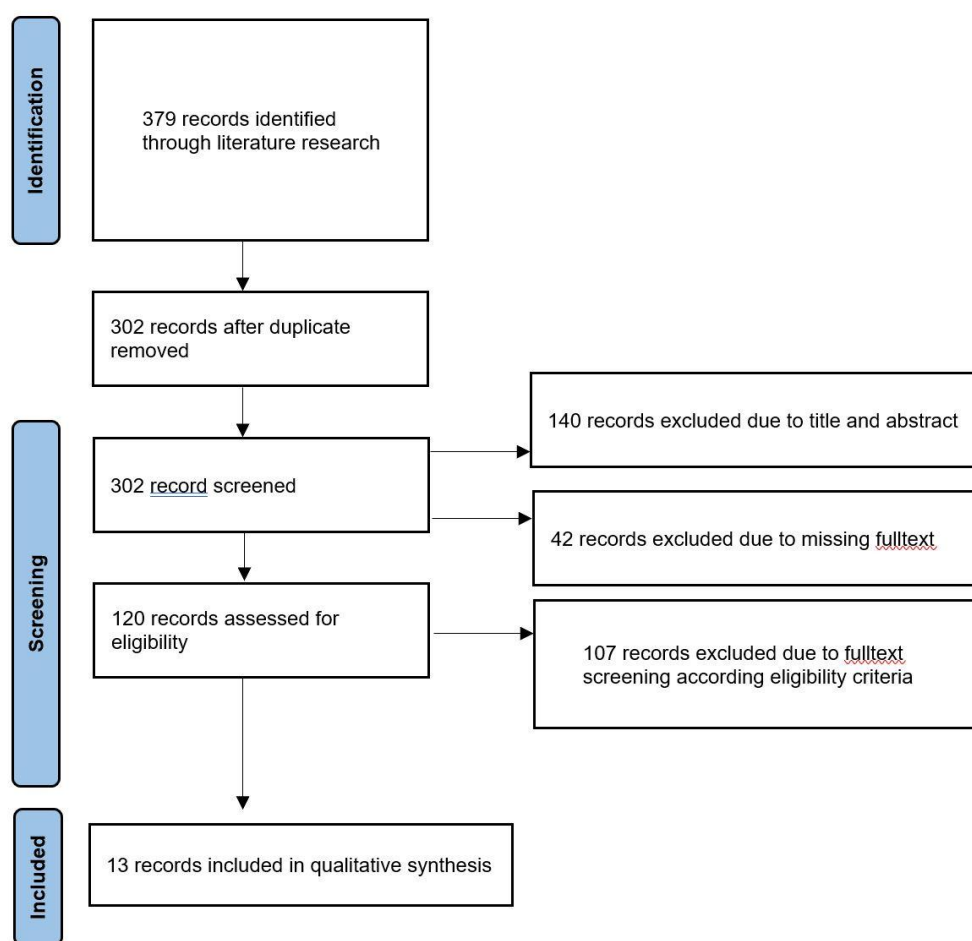 Identification
379 records identified
through literature research
302 records after duplicate
removed
Screening
302 record screened
140 records excluded due to title and abstract
42 records excluded due to missing fulltext
120 records assessed for
eligibility
107 records excluded due to fulltext
screening according eligibility criteria
Included
13 records included in qualitative synthesis